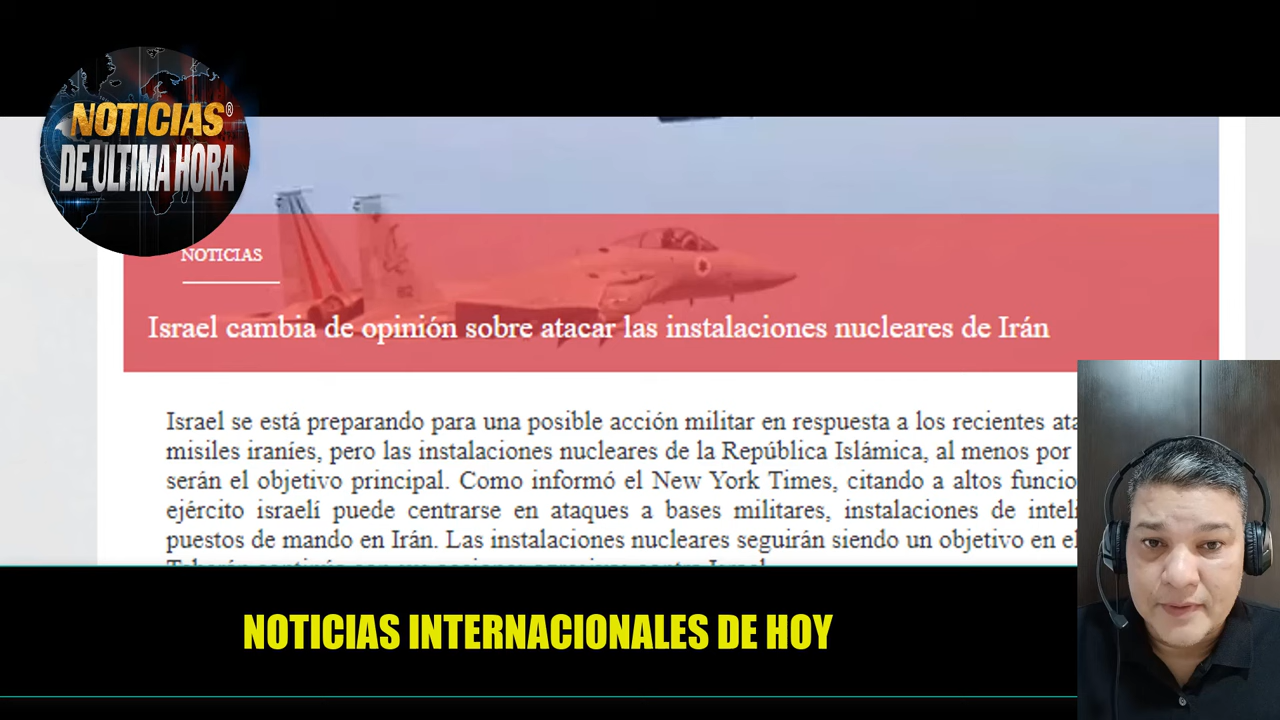 NOTICIAS®
DE ULTIMA HORA
NOTICIAS
Israel cambia de opinión sobre atacar las instalaciones nucleares de Irán
Israel se está preparando para una posible acción militar en respuesta a los recientes
misiles iraníes, pero las instalaciones nucleares de la República Islámica, al menos por
serán el objetivo principal. Como informó el New York Times, citando a altos
ejército israelí puede centrarse en ataques a bases militares, instalaciones de
puestos de mando en Irán. Las instalaciones nucleares seguirán siendo un objetivo en
NOTICIAS INTERNACIONALES DE HOY